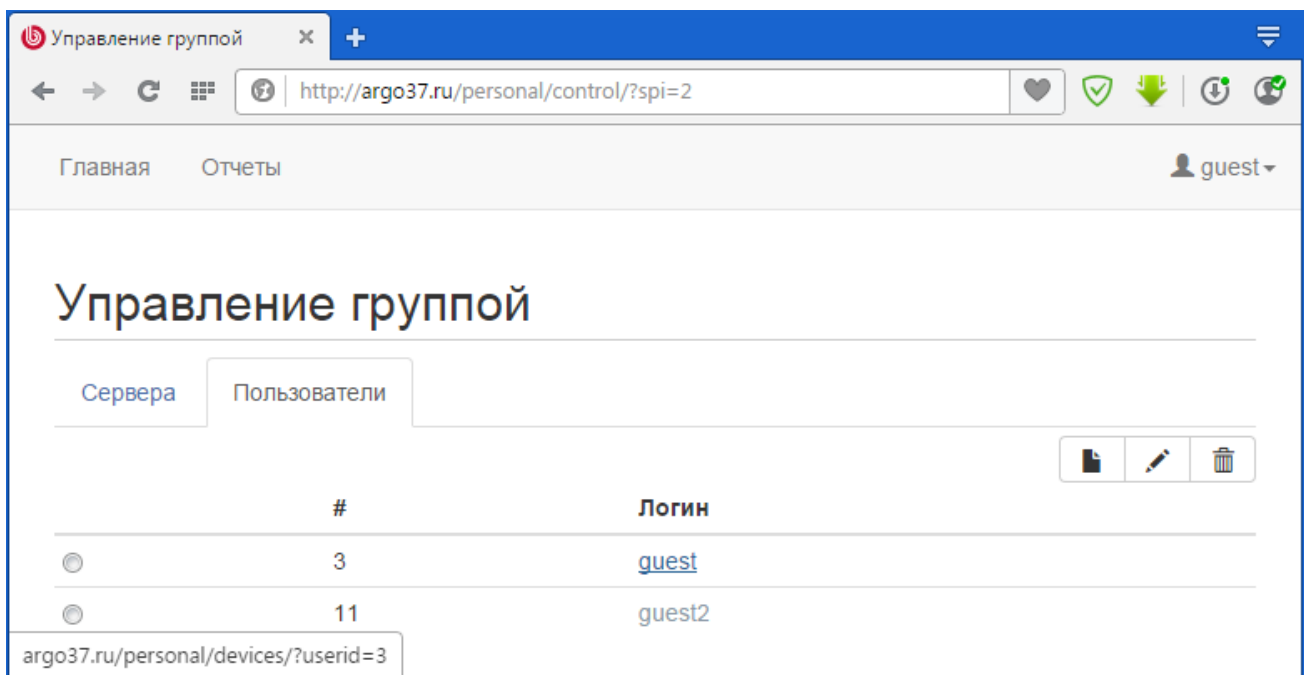 Управление группой
http://argo37.ru/personal/control/?spi=2
Главная Отчеты guest
Управление группой
Сервера Пользователи
# Логин
3 guest
11 guest2
argo37.ru/personal/devices/?userid=3